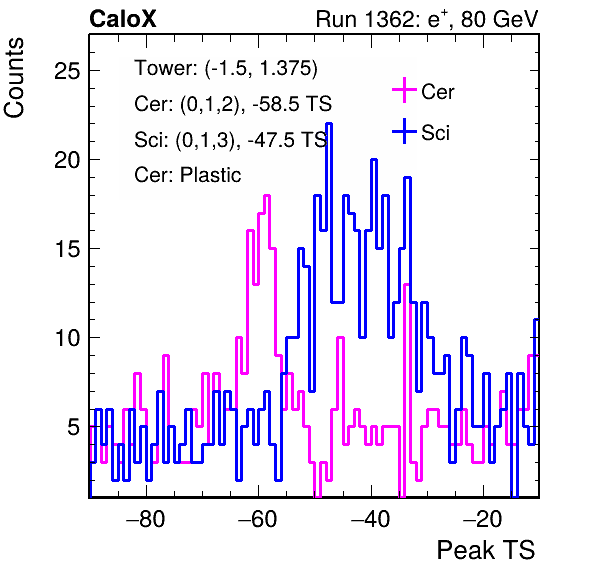 CaloX Run 1362: e+, 80 GeV
Counts
25
20
15
10
5
Tower: (-1.5, 1.375)
Cer: (0,1,2), -58.5 TS
Sci: (0,1,3), -47.5 TS
Cer: Plastic
Cer
Sci
−80 −60 −40 −20
Peak TS